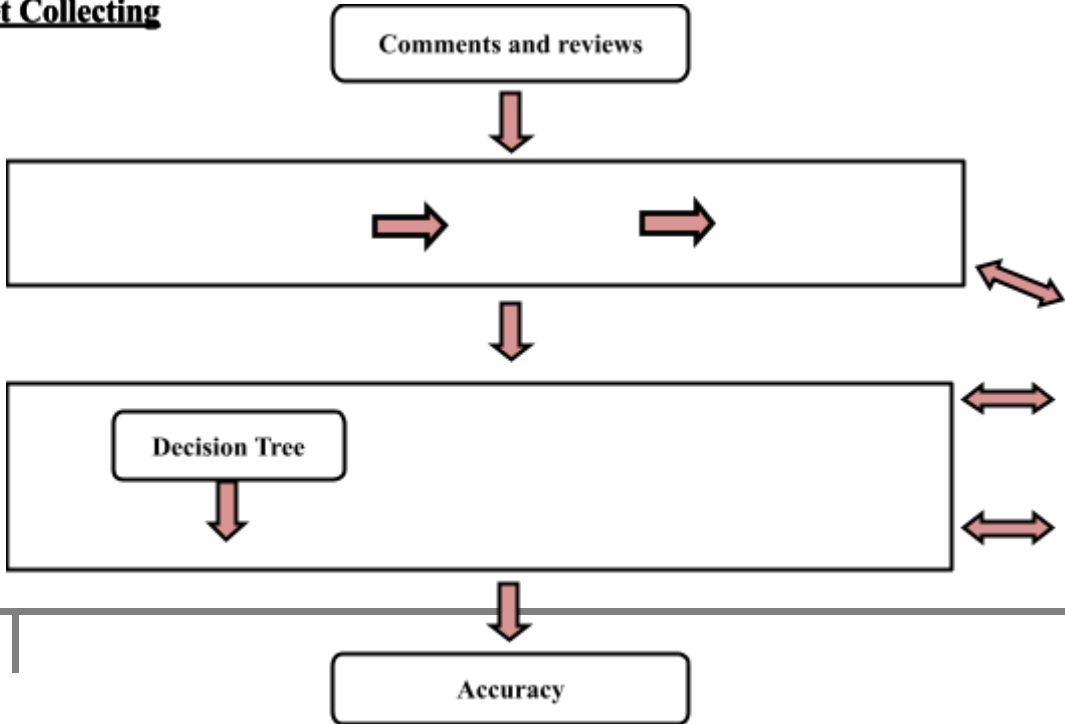 t Collecting
Comments and reviews
Decision Tree
Accuracy